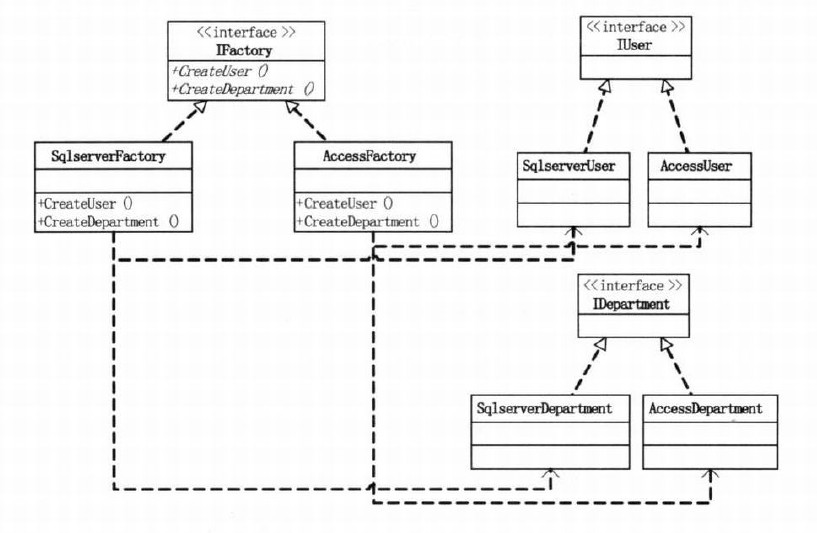 <<interface >>
IFactory
+CreateUser ()
+CreateDepartment ()
<<interface >>
IUser
SqlserverFactory
+CreateUser ()
+CreateDepartment ()
AccessFactory
+CreateUser ()
+CreateDepartment ()
SqlserverUser
AccessUser
<<interface >>
IDepartment
SqlserverDepartment
AccessDepartment